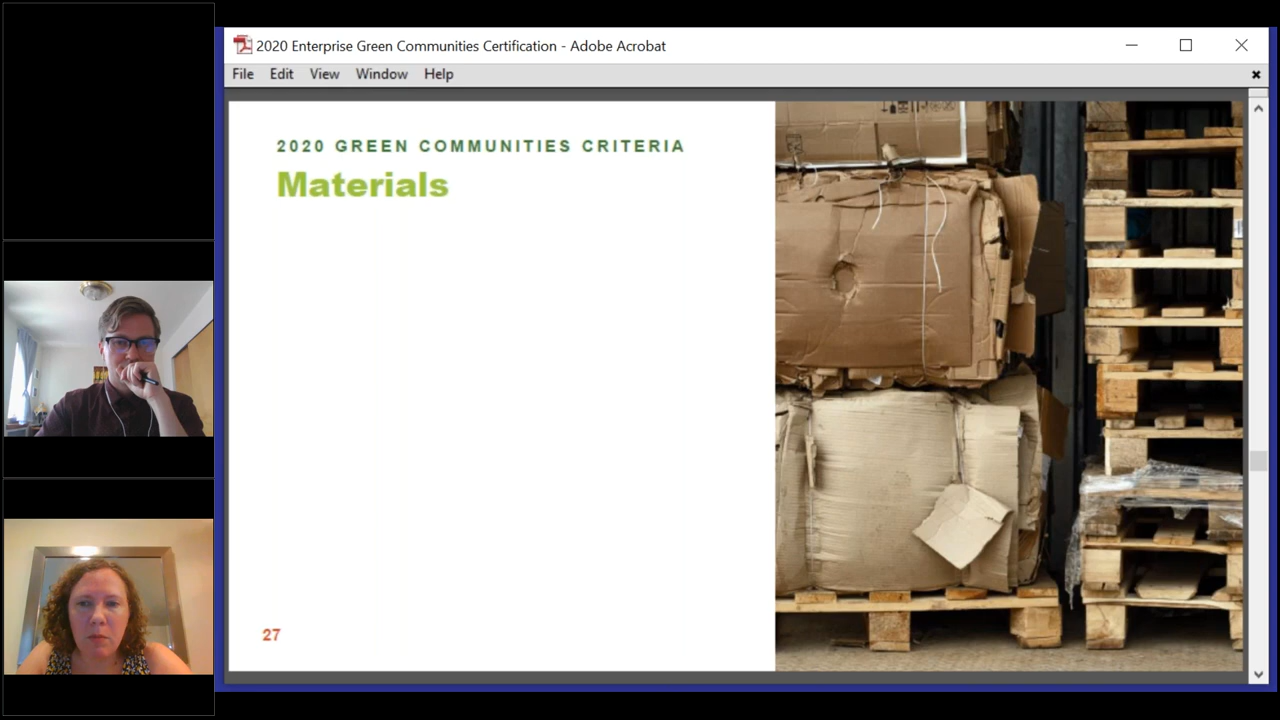 2020 Enterprise Green Communities Certification - Adobe Acrobat
File Edit View Window Help
2020 GREEN COMMUNITIES CRITERIA
Materials
27